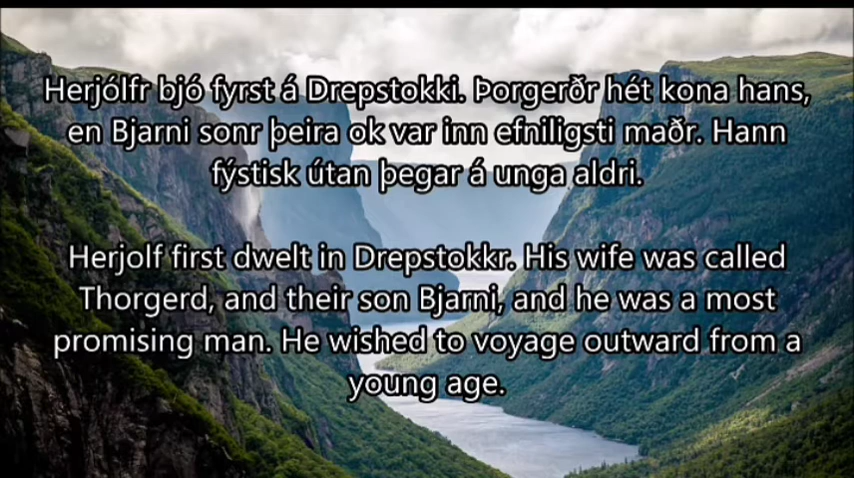 Herjólfr bjó fyrst á Drepstokki. Þorgerðr hét kona hans,
en Bjarni sonr þeira ok var inn efniligsti maðr. Hann
fýstisk útan þegar á unga aldri.
Herjolf first dwelt in Drepstokkr. His wife was called
Thorgerd, and their son Bjarni, and he was a most
promising man. He wished to voyage outward from a
young age.